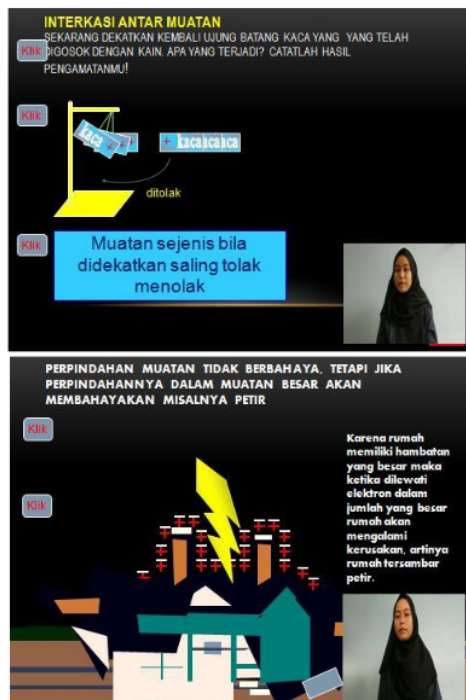 INTERKASI ANTAR MUATAN
SEKARANG DEKATKAN KEMBALI UJUNG BATANG KACA YANG YANG TELAH
Klik DIGOSOK DENGAN KAIN. APA YANG TERJADI? CATATLAH HASIL
PENGAMATANMU!
Klik
kaca + + +
+ kacahcahca
ditolak
Klik
Muatan sejenis bila
didekatkan saling tolak
menolak
PERPINDAHAN MUATAN TIDAK BERBAHAYA, TETAPI JIKA
PERPINDAHANNYA DALAM MUATAN BESAR AKAN
MEMBAHAYAKAN MISALNYA PETIR
Klik
Karena rumah
memiliki hambatan
yang besar maka
ketika dilewati
elektron dalam
jumlah yang besar
rumah akan
mengalami
kerusakan, artinya
rumah tersambar
petir.
Klik